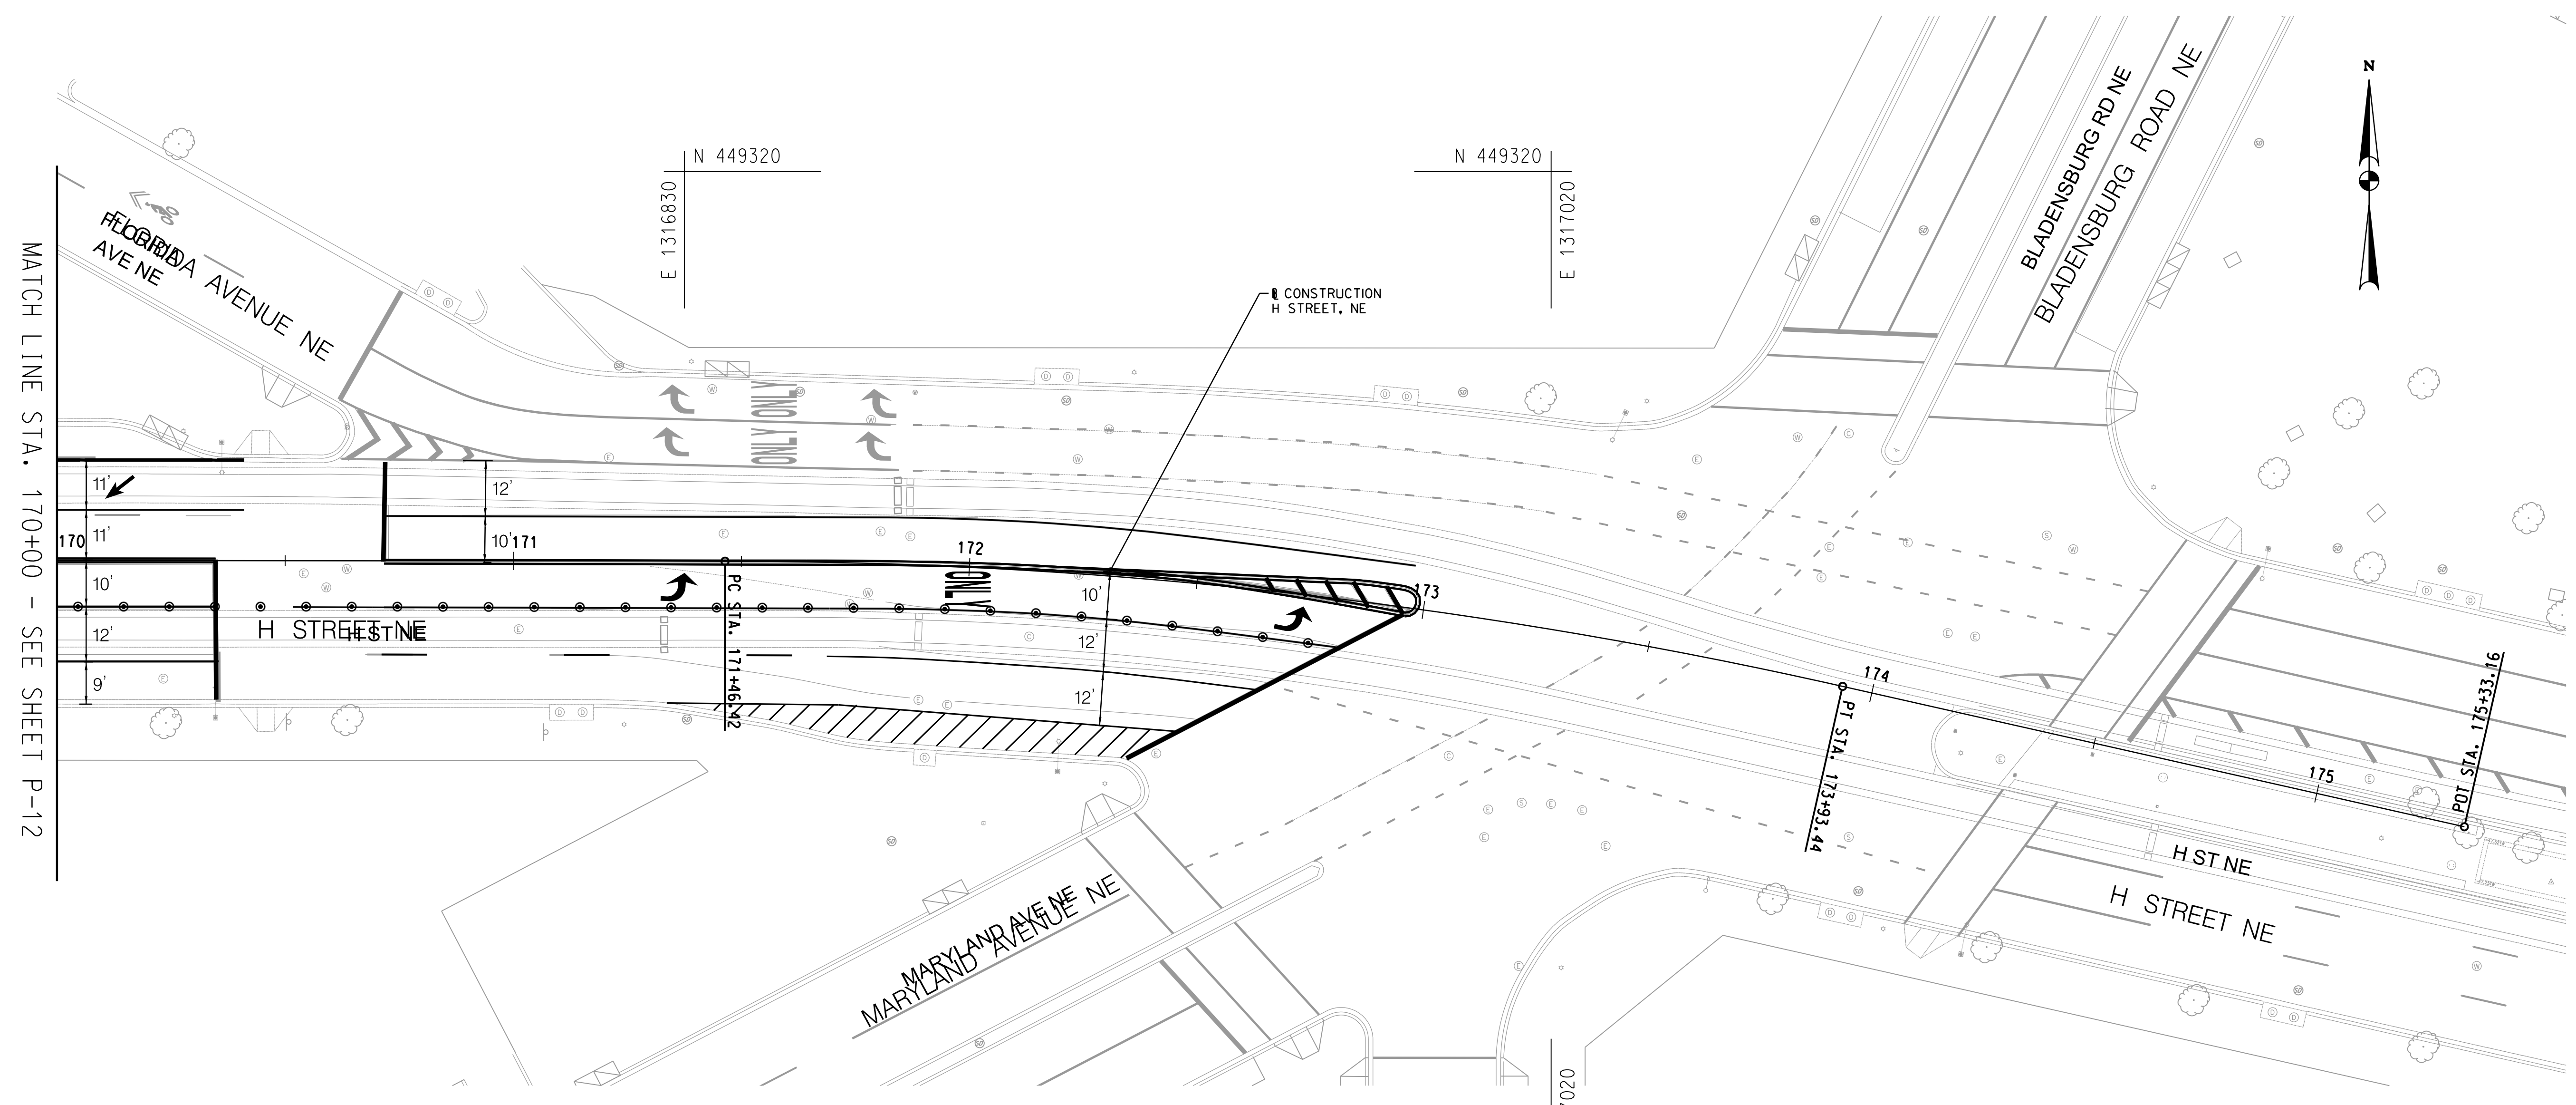 N
N 449320
N 449320
E 1316830
E 1317020
BLADENSBURG RD NE
BLADENSBURG ROAD NE
FLORIDA
AVE NE
FLORIDA AVENUE NE
℄ CONSTRUCTION
H STREET, NE
MATCH LINE STA. 170+00 - SEE SHEET P-12
11'
11'
10'
12'
9'
12'
10'
170
171
172
173
174
175
ONLY ONLY
ONLY ONLY
ONLY
PC STA. 171+46.42
10'
12'
12'
H STREET NE
H ST NE
PT STA. 173+93.44
POT STA. 175+33.16
H ST NE
H STREET NE
MARYLAND AVE NE
MARYLAND AVENUE NE
7020